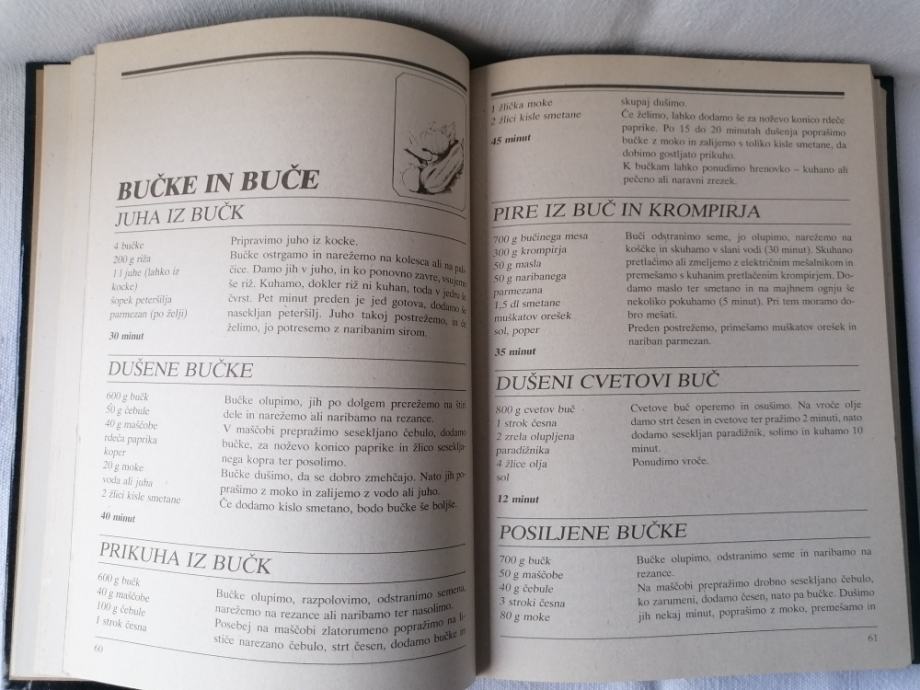 BUČKE IN BUČE
JUHA IZ BUČK
4 bučke
200 g riža
1 l juhe (lahko iz
kocke)
šopek peteršilja
parmezan (po želji)
30 minut
Pripravimo juho iz kocke.
Bučke ostrgamo in narežemo na kolesca ali na pali-
čice. Damo jih v juho, in ko ponovno zavre, vsujemo
še riž. Kuhamo, dokler riž ni kuhan, toda v jedru še
čvrst. Pet minut preden je jed gotova, dodamo še
nasekljan peteršilj. Juho takoj postrežemo, in če
želimo, jo potresemo z naribanim sirom.
DUŠENE BUČKE
600 g bučk
50 g čebule
40 g maščobe
rdeča paprika
koper
20 g moke
voda ali juha
2 žlici kisle smetane
40 minut
Bučke olupimo, jih po dolgem prerežemo na štiri
dele in narežemo ali naribamo na rezance.
V maščobi prepražimo sesekljano čebulo, dodamo
bučke, za noževo konico paprike in žlicoseseklja-
nega kopra ter posolimo.
Bučke dušimo, da se dobro zmehčajo. Nato jih po-
prašimo z moko in zalijemo z vodo ali juho.
Če dodamo kislo smetano, bodo bučke še boljše.
PRIKUHA IZ BUČK
600 g bučk
40 g maščobe
100 g čebule
1 strok česna
Bučke olupimo, razpolovimo, odstranimo semena,
narežemo na rezance ali naribamo ter nasolimo.
Posebej na maščobi zlatorumeno popražimo na li-
stiče narezano čebulo, strt česen, dodamo bučke in
60
1 žlička moke
2 žlici kisle smetane
45 minut
skupaj dušimo.
Če želimo, lahko dodamo še za noževo konico rdeče
paprike. Po 15 do 20 minutah dušenja poprašimo
bučke z moko in zalijemo s toliko kisle smetane, da
dobimo gostljato prikuho.
K bučkam lahko ponudimo hrenovko – kuhano ali
pečeno ali naravni zrezek.
PIRE IZ BUČ IN KROMPIRJA
700 g bučinega mesa
300 g krompirja
50 g masla
50 g naribanega
parmezana
1,5 dl smetane
muškatov orešek
sol, poper
35 minut
Buči odstranimo seme, jo olupimo, narežemo na
koščke in skuhamo v slani vodi (30 minut). Skuhano
pretlačimo ali zmeljemo z električnim mešalnikom in
premešamo s kuhanim pretlačenim krompirjem. Do-
damo maslo ter smetano in na majhnem ognju še
nekoliko pokuhamo (5 minut). Pri tem moramo do-
bro mešati.
Preden postrežemo, primešamo muškatov orešek in
nariban parmezan.
DUŠENI CVETOVI BUČ
800 g cvetov buč
1 strok česna
2 zrela olupljena
paradižnika
4 žlice olja
sol
12 minut
Cvetove buč operemo in osušimo. Na vroče olje
damo strt česen in cvetove ter pražimo 2 minuti, nato
dodamo sesekljan paradižnik, solimo in kuhamo 10
minut.
Ponudimo vroče.
POSILJENE BUČKE
700 g bučk
50 g maščobe
40 g čebule
3 stroki česna
80 g moke
Bučke olupimo, odstranimo seme in naribamo na
rezance.
Na maščobi prepražimo drobno sesekljano čebulo,
ko zarumeni, dodamo česen, nato pa bučke. Dušimo
jih nekaj minut, poprašimo z moko, premešamo in
61